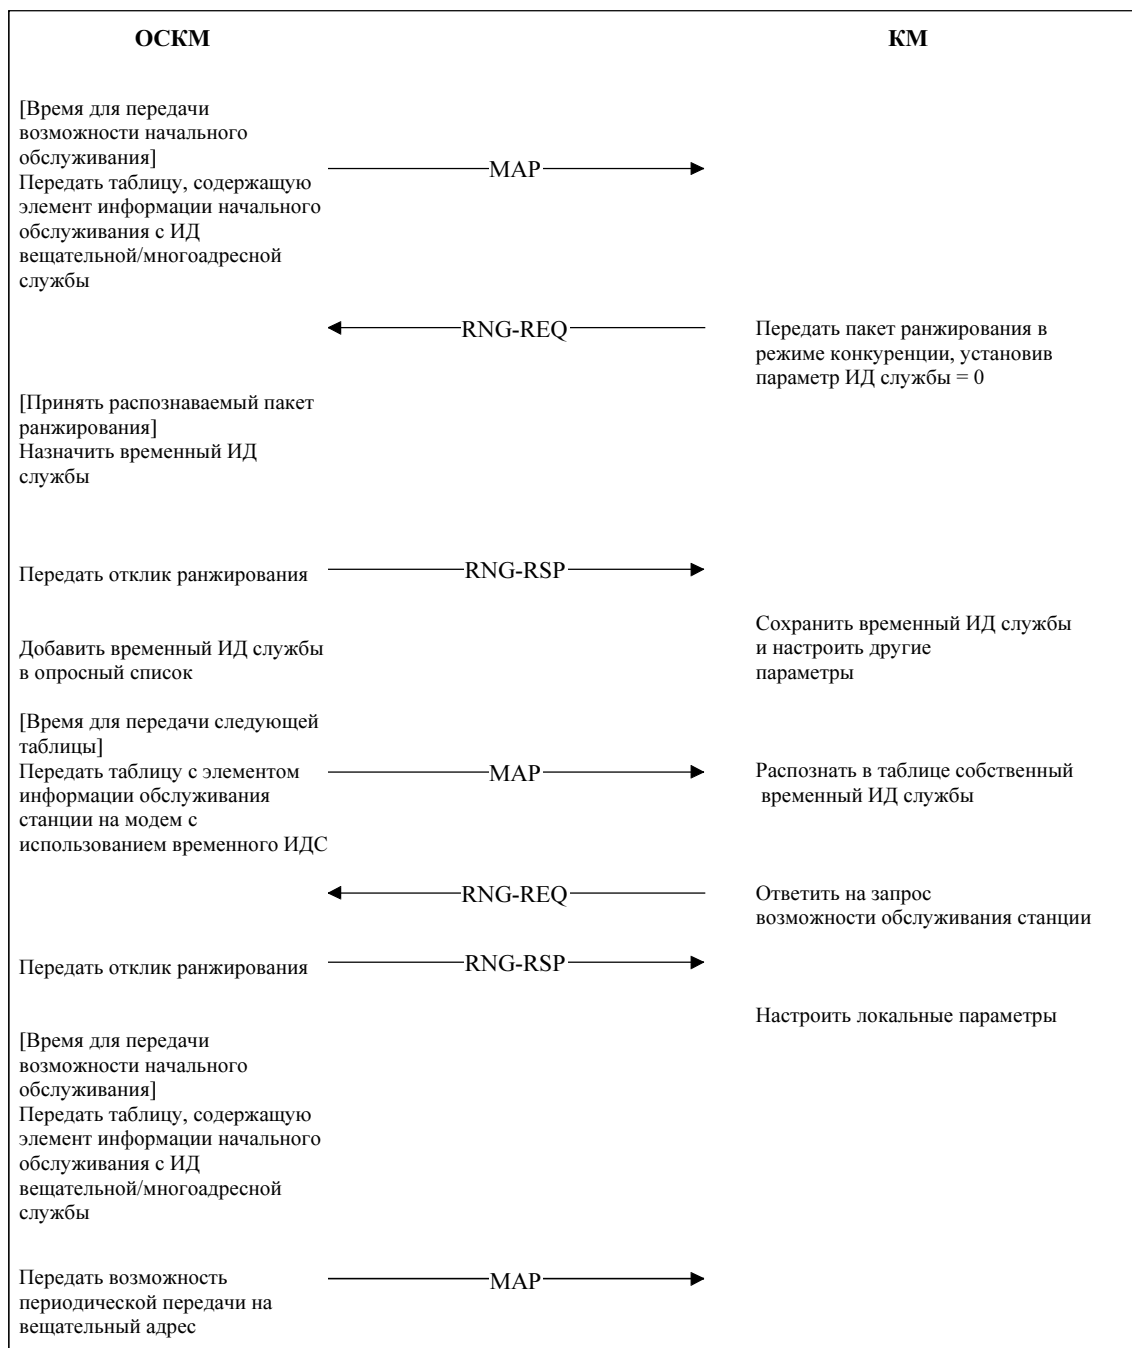 ОСКМ
КМ
[Время для передачи
возможности начального
обслуживания]
Передать таблицу, содержащую
элемент информации начального
обслуживания с ИД
вещательной/многоадресной
службы
MAP
RNG-REQ
Передать пакет ранжирования в
режиме конкуренции, установив
параметр ИД службы = 0
[Принять распознаваемый пакет
ранжирования]
Назначить временный ИД
службы
Передать отклик ранжирования
RNG-RSP
Сохранить временный ИД службы
и настроить другие
параметры
Добавить временный ИД службы
в опросный список
[Время для передачи следующей
таблицы]
Передать таблицу с элементом
информации обслуживания
станции на модем с
использованием временного ИДС
MAP
Распознать в таблице собственный
временный ИД службы
RNG-REQ
Ответить на запрос
возможности обслуживания станции
Передать отклик ранжирования
RNG-RSP
Настроить локальные параметры
[Время для передачи
возможности начального
обслуживания]
Передать таблицу, содержащую
элемент информации начального
обслуживания с ИД
вещательной/многоадресной
службы
Передать возможность
периодической передачи на
вещательный адрес
MAP